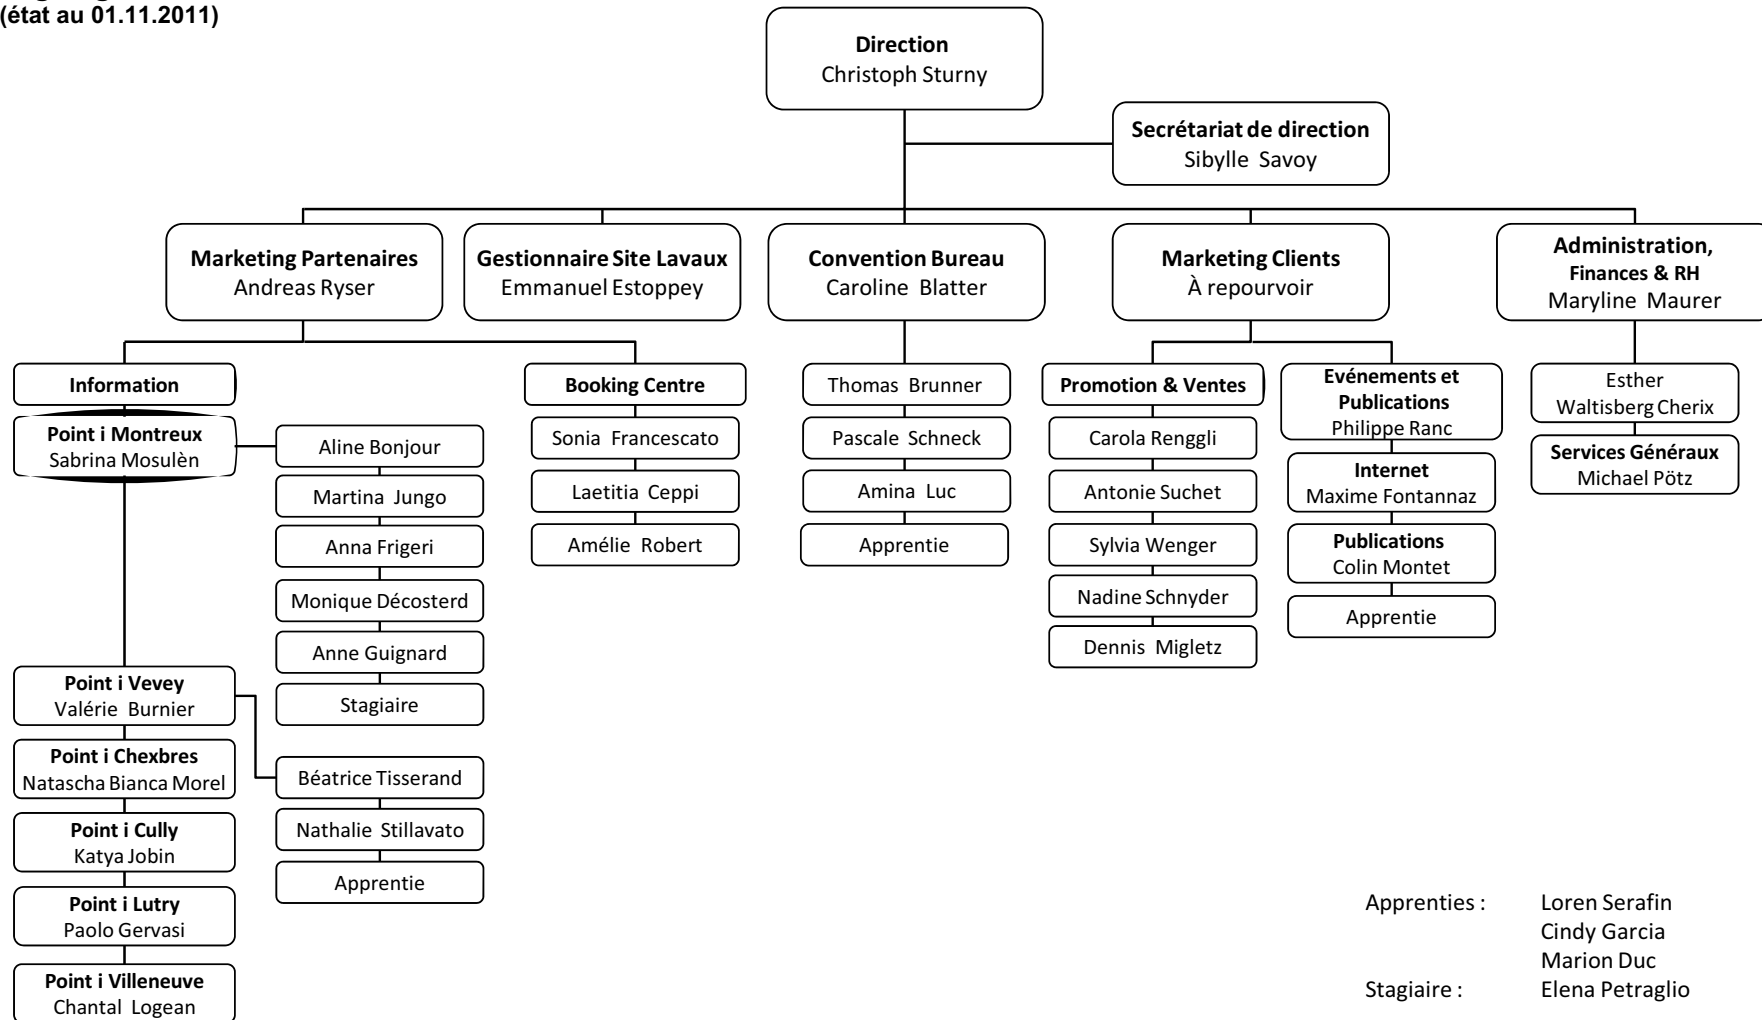 (état au 01.11.2011)
Direction
Christoph Sturny
Secrétariat de direction
Sibylle Savoy
Marketing Partenaires
Andreas Ryser
Gestionnaire Site Lavaux
Emmanuel Estoppey
Convention Bureau
Caroline Blatter
Marketing Clients
À repourvoir
Administration,
Finances & RH
Maryline Maurer
Information
Point i Montreux
Sabrina Mosulèn
Aline Bonjour
Martina Jungo
Anna Frigeri
Monique Décosterd
Anne Guignard
Stagiaire
Point i Vevey
Valérie Burnier
Béatrice Tisserand
Nathalie Stillavato
Apprentie
Point i Chexbres
Natascha Bianca Morel
Point i Cully
Katya Jobin
Point i Lutry
Paolo Gervasi
Point i Villeneuve
Chantal Logean
Booking Centre
Sonia Francescato
Laetitia Ceppi
Amélie Robert
Thomas Brunner
Pascale Schneck
Amina Luc
Apprentie
Promotion & Ventes
Carola Renggli
Antonie Suchet
Sylvia Wenger
Nadine Schnyder
Dennis Migletz
Evénements et
Publications
Philippe Ranc
Internet
Maxime Fontannaz
Publications
Colin Montet
Apprentie
Esther
Waltisberg Cherix
Services Généraux
Michael Pötz
Apprenties : Loren Serafin
Cindy Garcia
Marion Duc
Stagiaire : Elena Petraglio